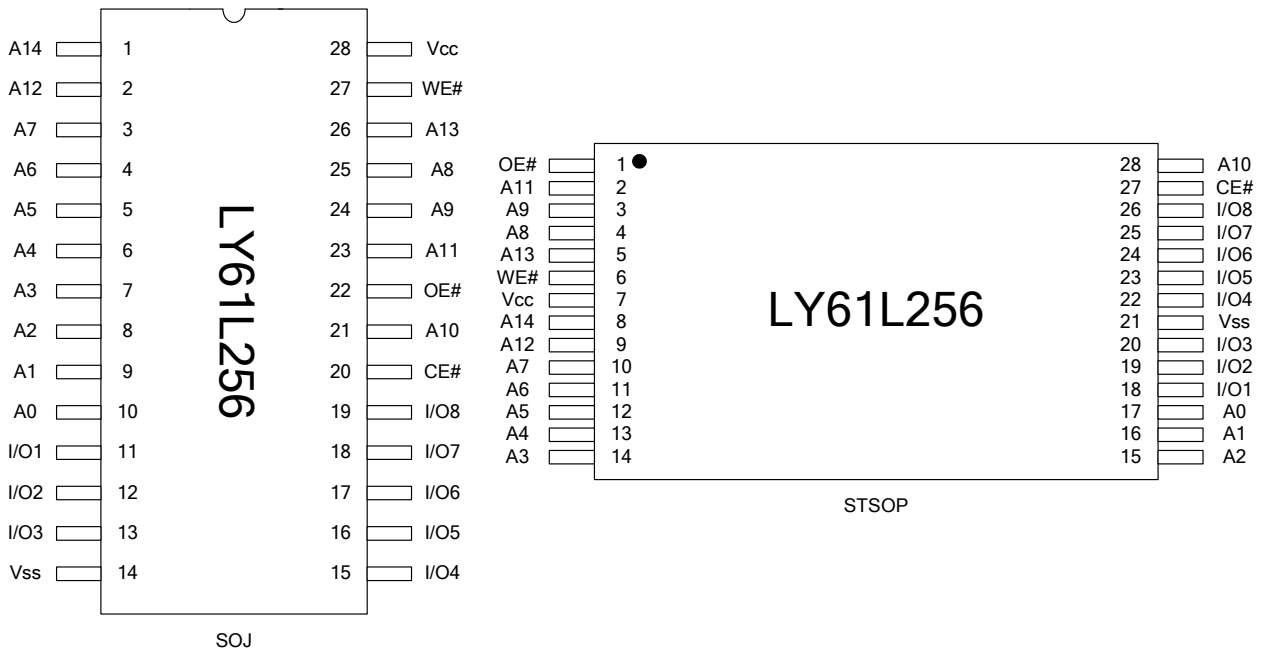 A14 1 28 Vcc
A12 2 27 WE#
A7 3 26 A13
A6 4 25 A8
A5 5 24 A9
A4 6 23 A11
A3 7 22 OE#
A2 8 21 A10
A1 9 20 CE#
A0 10 19 I/O8
I/O1 11 18 I/O7
I/O2 12 17 I/O6
I/O3 13 16 I/O5
Vss 14 15 I/O4
LY61L256
SOJ
OE# 1 28 A10
A11 2 27 CE#
A9 3 26 I/O8
A8 4 25 I/O7
A13 5 24 I/O6
WE# 6 23 I/O5
Vcc 7 22 I/O4
A14 8 21 Vss
A12 9 20 I/O3
A7 10 19 I/O2
A6 11 18 I/O1
A5 12 17 A0
A4 13 16 A1
A3 14 15 A2
LY61L256
STSOP